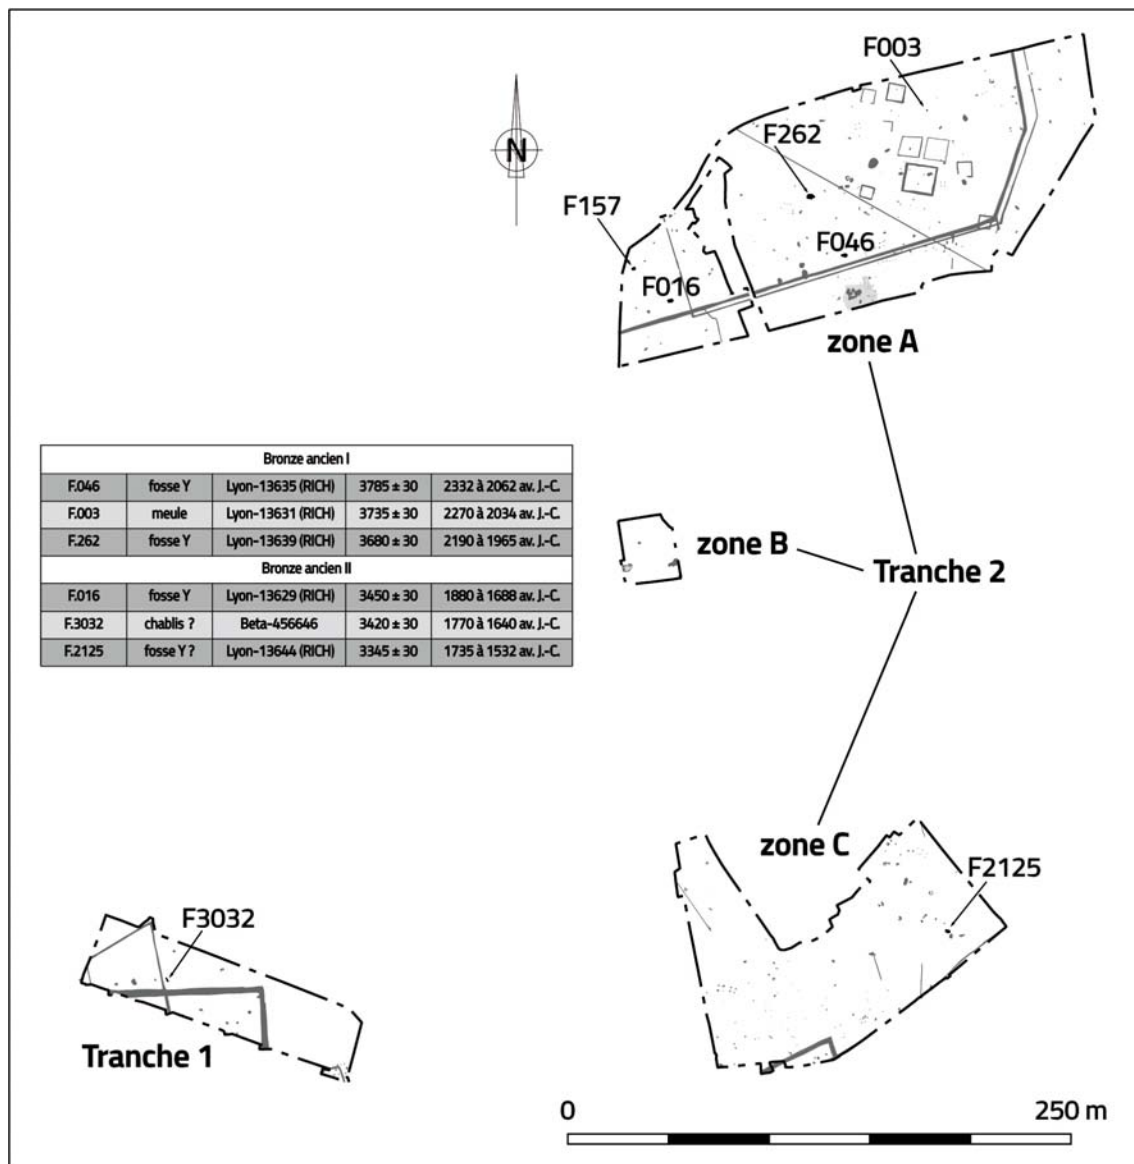 F003
N
F262
F157
F046
F016
zone A
Bronze ancien I
F.046 fosse Y Lyon-13635 (RICH) 3785 ± 30 2332 à 2062 av. J.-C.
F.003 meule Lyon-13631 (RICH) 3735 ± 30 2270 à 2034 av. J.-C.
F.262 fosse Y Lyon-13639 (RICH) 3680 ± 30 2190 à 1965 av. J.-C.
Bronze ancien II
F.016 fosse Y Lyon-13629 (RICH) 3450 ± 30 1880 à 1688 av. J.-C.
F.3032 chablis ? Beta-456646 3420 ± 30 1770 à 1640 av. J.-C.
F.2125 fosse Y ? Lyon-13644 (RICH) 3345 ± 30 1735 à 1532 av. J.-C.
zone B
Tranche 2
zone C
F2125
F3032
Tranche 1
0 250 m